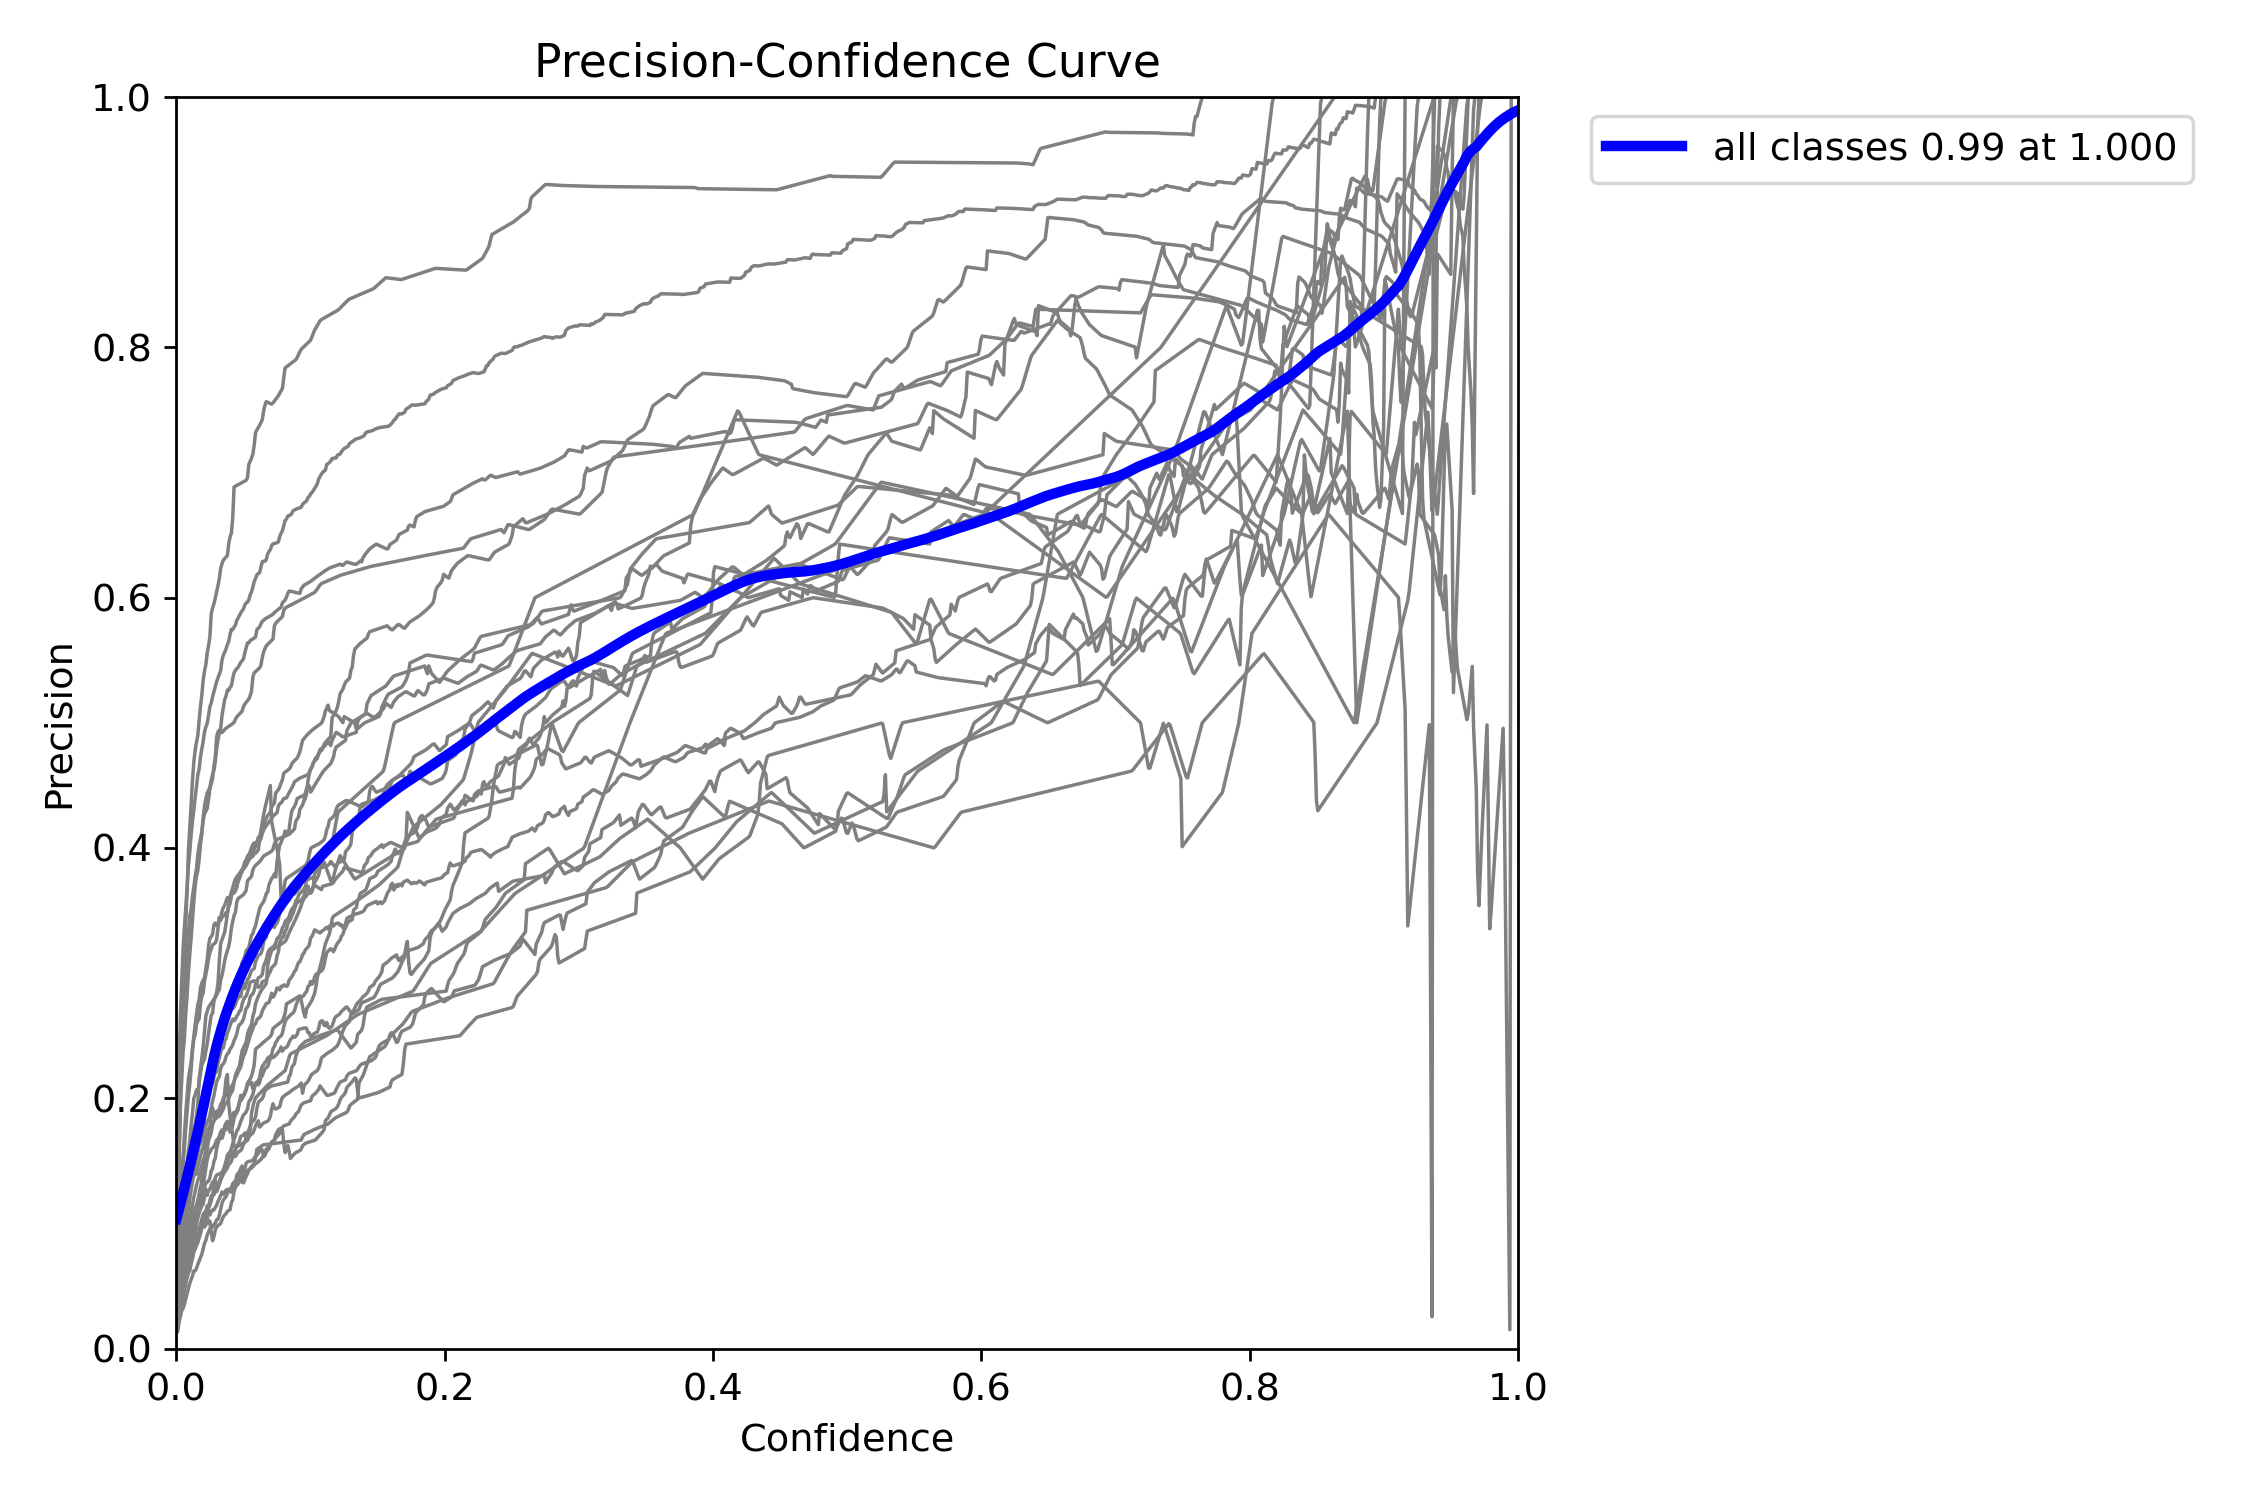 Precision-Confidence Curve
all classes 0.99 at 1.000
Precision
1.0
0.8
0.6
0.4
0.2
0.0
0.0 0.2 0.4 0.6 0.8 1.0
Confidence